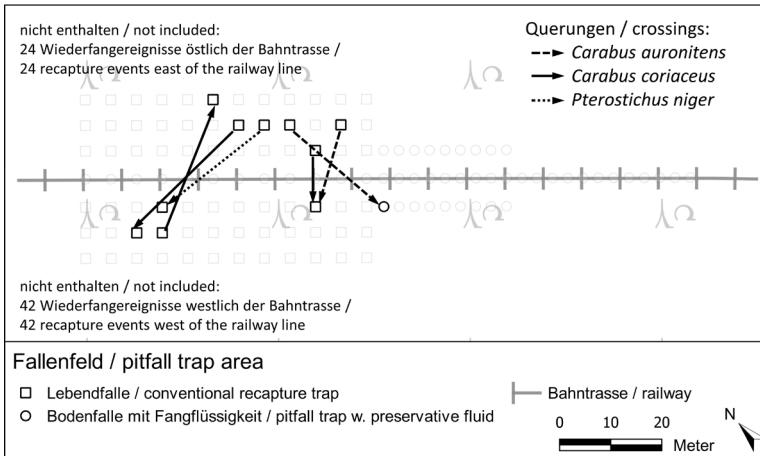 nicht enthalten / not included:
24 Wiederfangereignisse östlich der Bahntrasse /
24 recapture events east of the railway line
Querungen / crossings:
Carabus auronitens
Carabus coriaceus
Pterostichus niger
nicht enthalten / not included:
42 Wiederfangereignisse westlich der Bahntrasse /
42 recapture events west of the railway line
Fallenfeld / pitfall trap area
Lebendfalle / conventional recapture trap
Bodenfalle mit Fangflüssigkeit / pitfall trap w. preservative fluid
Bahntrasse / railway
0 10 20
Meter
N